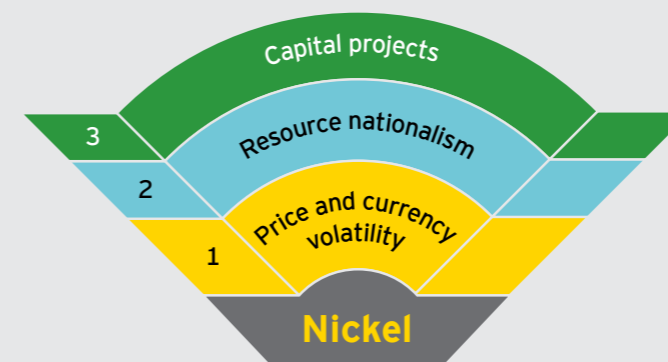 Capital projects
3
Resource nationalism
2
Price and currency
volatility
1
Nickel